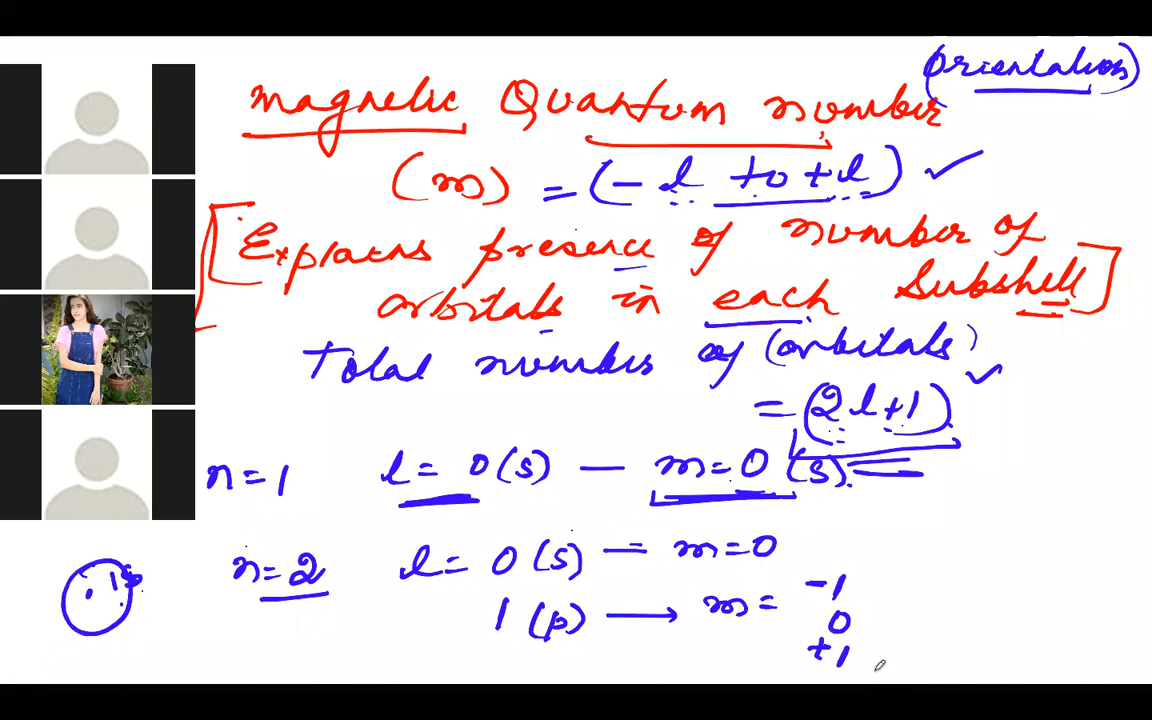 (orientation)
magnetic Quantum number
(m) = (- l to + l) ✓
[Explains presence of number of
orbitals in each Subshell]
Total number of (orbitals)
= (2l+1) ✓
n=1 l= 0 (s) — m=0 (s)
n=2 l= 0 (s) — m=0
1 (p) → m= -1
0
+1
1s